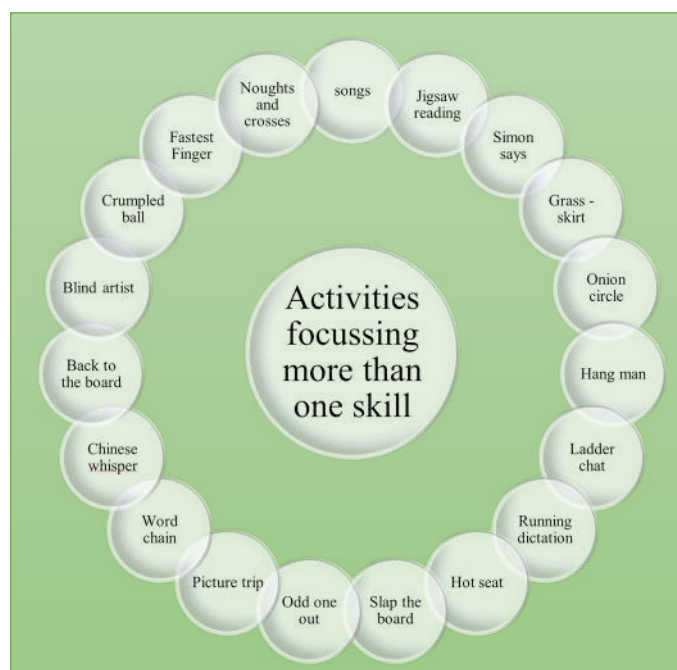 Activities
focussing
more than
one skill
songs
Jigsaw
reading
Simon
says
Grass -
skirt
Onion
circle
Hang man
Ladder
chat
Running
dictation
Hot seat
Slap the
board
Odd one
out
Picture trip
Word
chain
Chinese
whisper
Back to
the board
Blind artist
Crumpled
ball
Fastest
Finger
Noughts
and
crosses